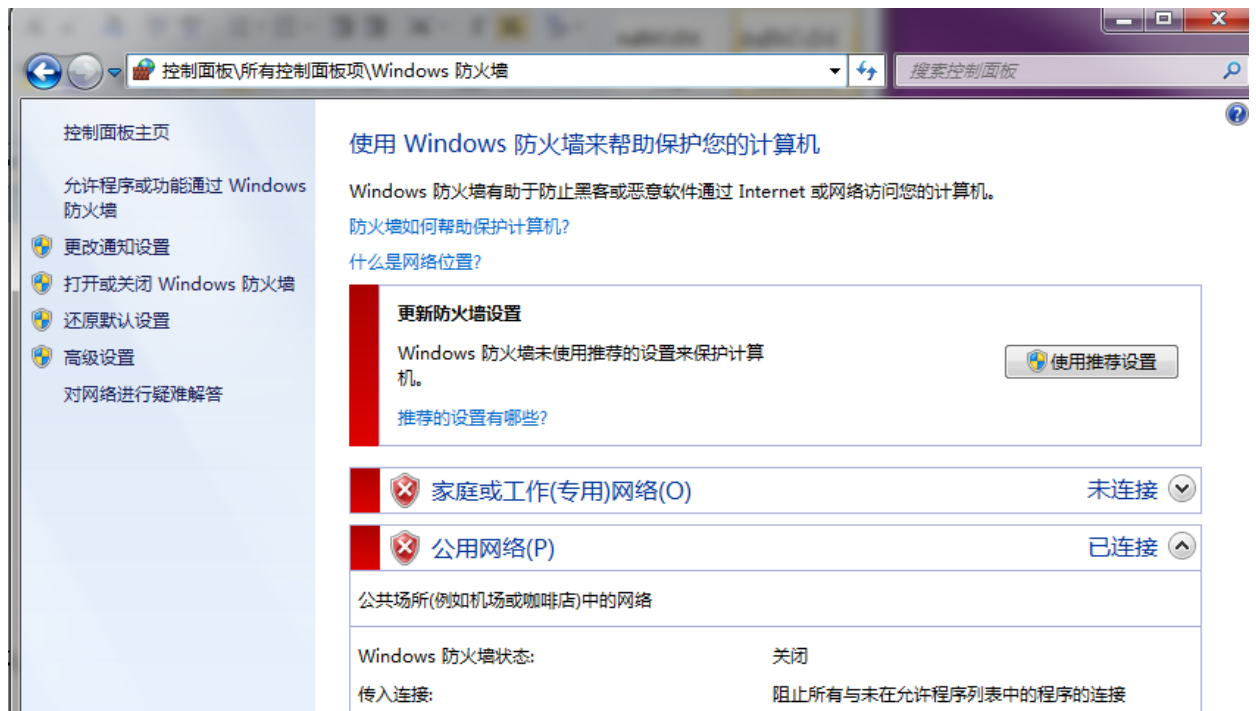 控制面板\所有控制面板项\Windows 防火墙
搜索控制面板
控制面板主页
允许程序或功能通过 Windows
防火墙
更改通知设置
打开或关闭 Windows 防火墙
还原默认设置
高级设置
对网络进行疑难解答
使用 Windows 防火墙来帮助保护您的计算机
Windows 防火墙有助于防止黑客或恶意软件通过 Internet 或网络访问您的计算机。
防火墙如何帮助保护计算机?
什么是网络位置?
更新防火墙设置
Windows 防火墙未使用推荐的设置来保护计算
机。
使用推荐设置
推荐的设置有哪些?
家庭或工作(专用)网络(O) 未连接
公用网络(P) 已连接
公共场所(例如机场或咖啡店)中的网络
Windows 防火墙状态: 关闭
传入连接: 阻止所有与未在允许程序列表中的程序的连接